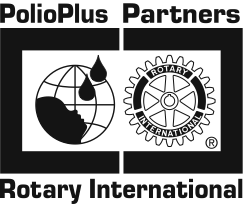 PolioPlus Partners
ROTARY
INTERNATIONAL
®
Rotary International